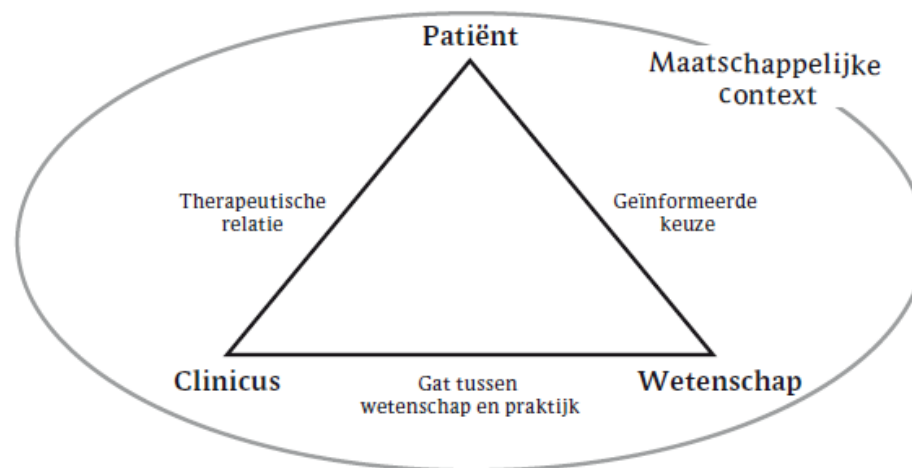 Patiënt
Maatschappelijke
context
Therapeutische
relatie
Geïnformeerde
keuze
Clinicus
Gat tussen
wetenschap en praktijk
Wetenschap